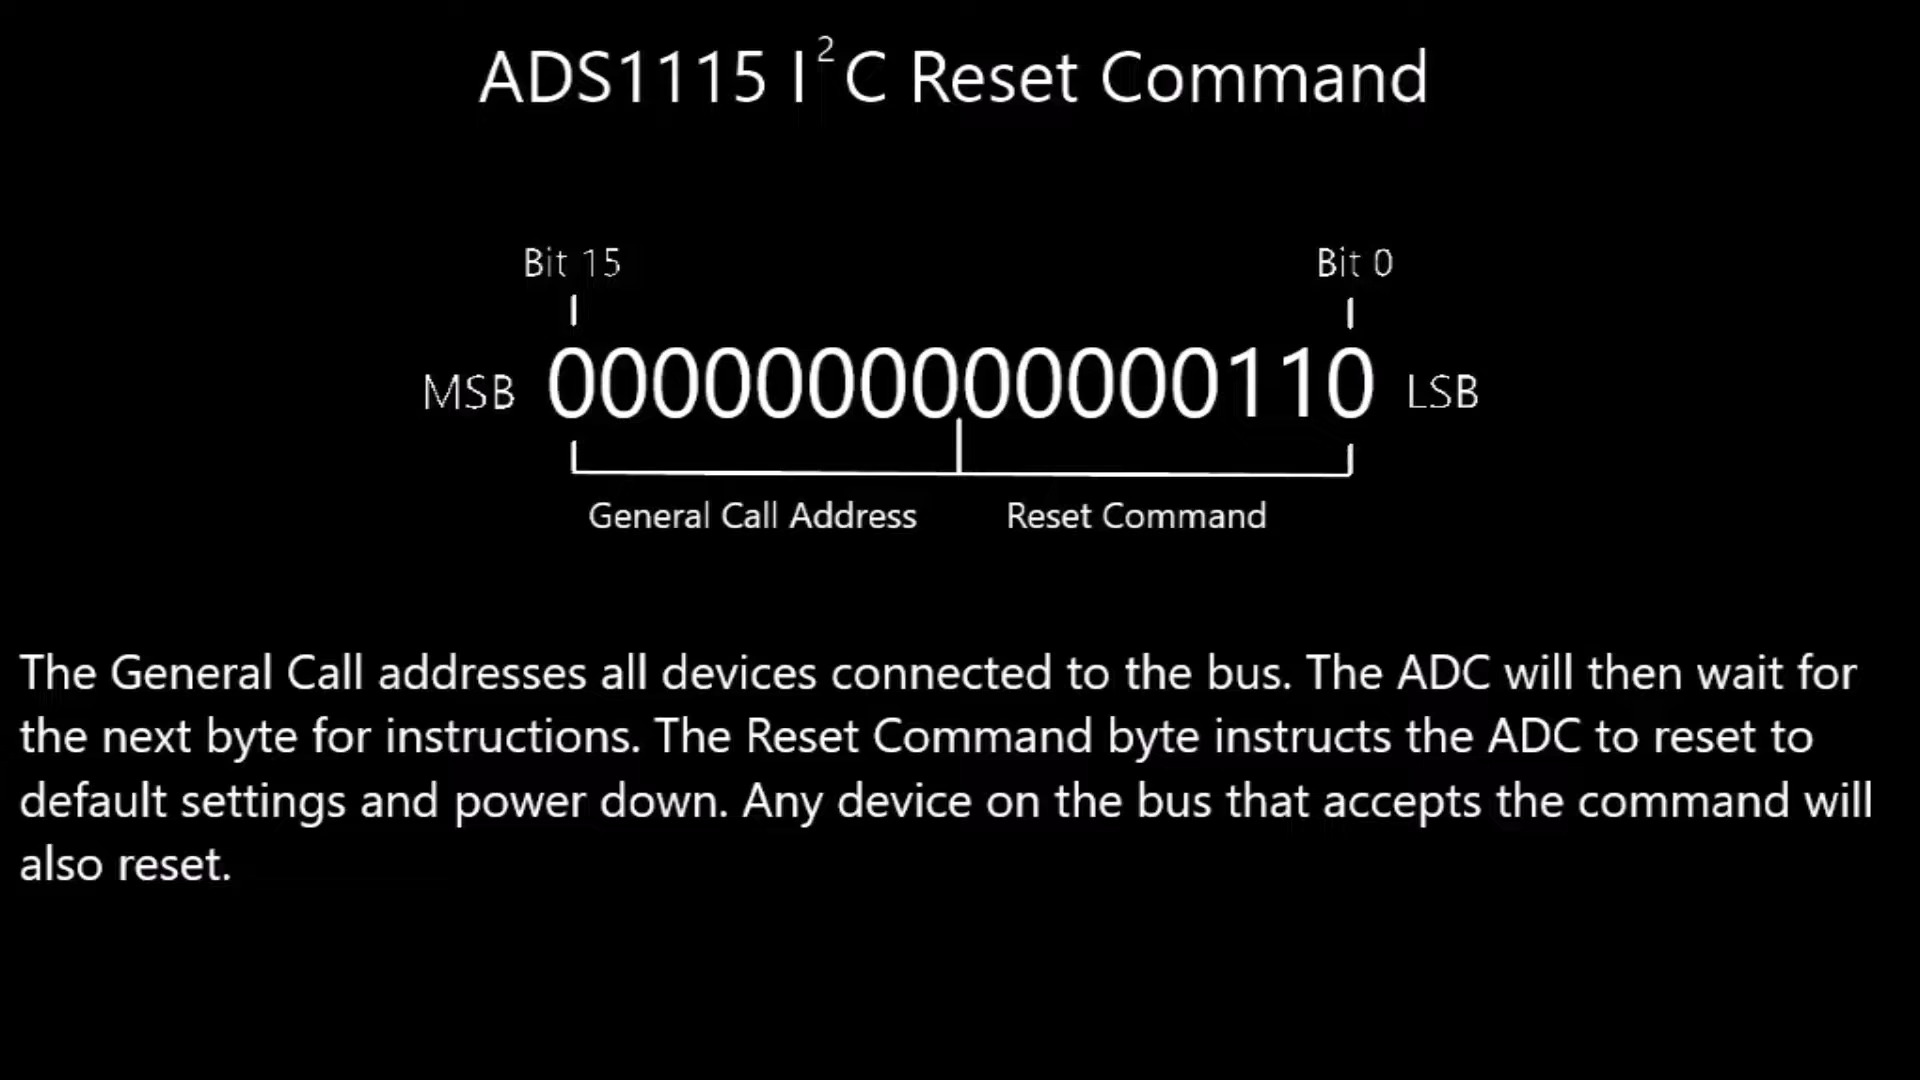 ADS1115 I²C Reset Command
Bit 15 Bit 0
MSB 0000000000000110 LSB
General Call Address Reset Command
The General Call addresses all devices connected to the bus. The ADC will then wait for
the next byte for instructions. The Reset Command byte instructs the ADC to reset to
default settings and power down. Any device on the bus that accepts the command will
also reset.